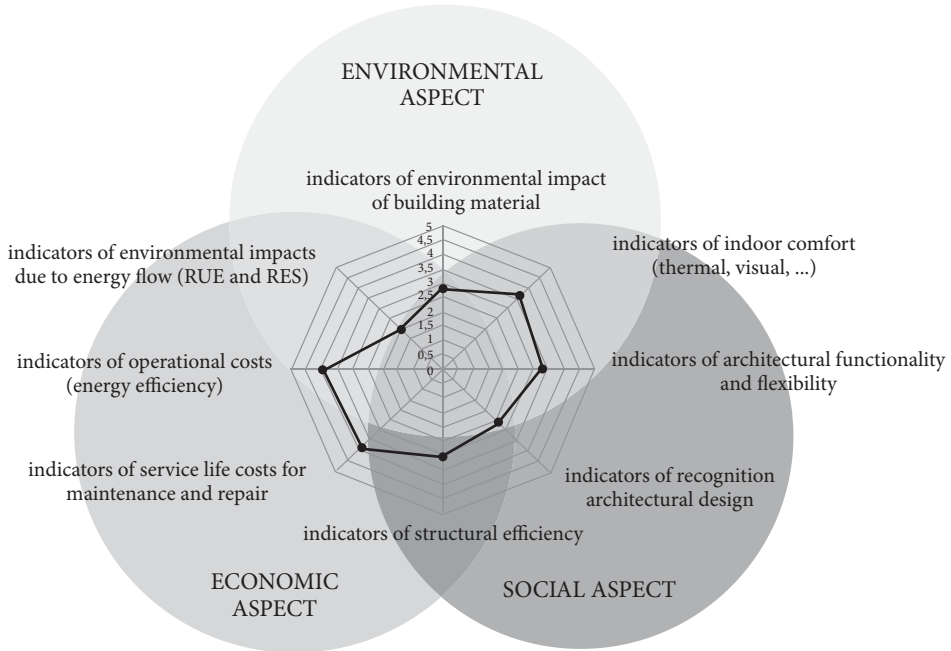 ENVIRONMENTAL
ASPECT
indicators of environmental impact
of building material
indicators of environmental impacts
due to energy flow (RUE and RES)
indicators of indoor comfort
(thermal, visual, ...)
5
4,5
4
3,5
3
2,5
2
1,5
1
0,5
0
indicators of operational costs
(energy efficiency)
indicators of architectural functionality
and flexibility
indicators of service life costs for
maintenance and repair
indicators of recognition
architectural design
indicators of structural efficiency
ECONOMIC
ASPECT
SOCIAL ASPECT